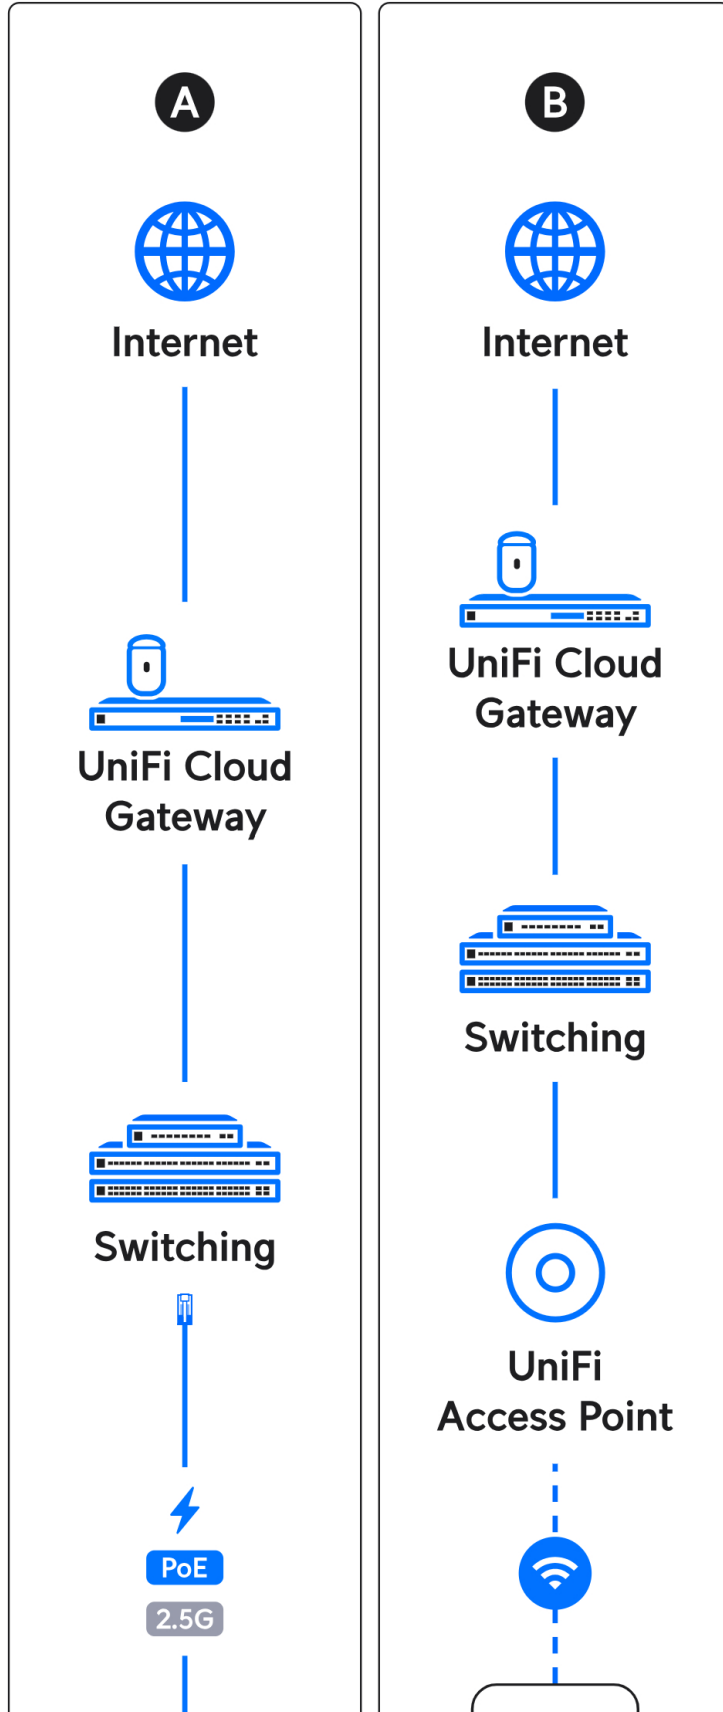 A
Internet
UniFi Cloud
Gateway
Switching
PoE
2.5G
B
Internet
UniFi Cloud
Gateway
Switching
UniFi
Access Point